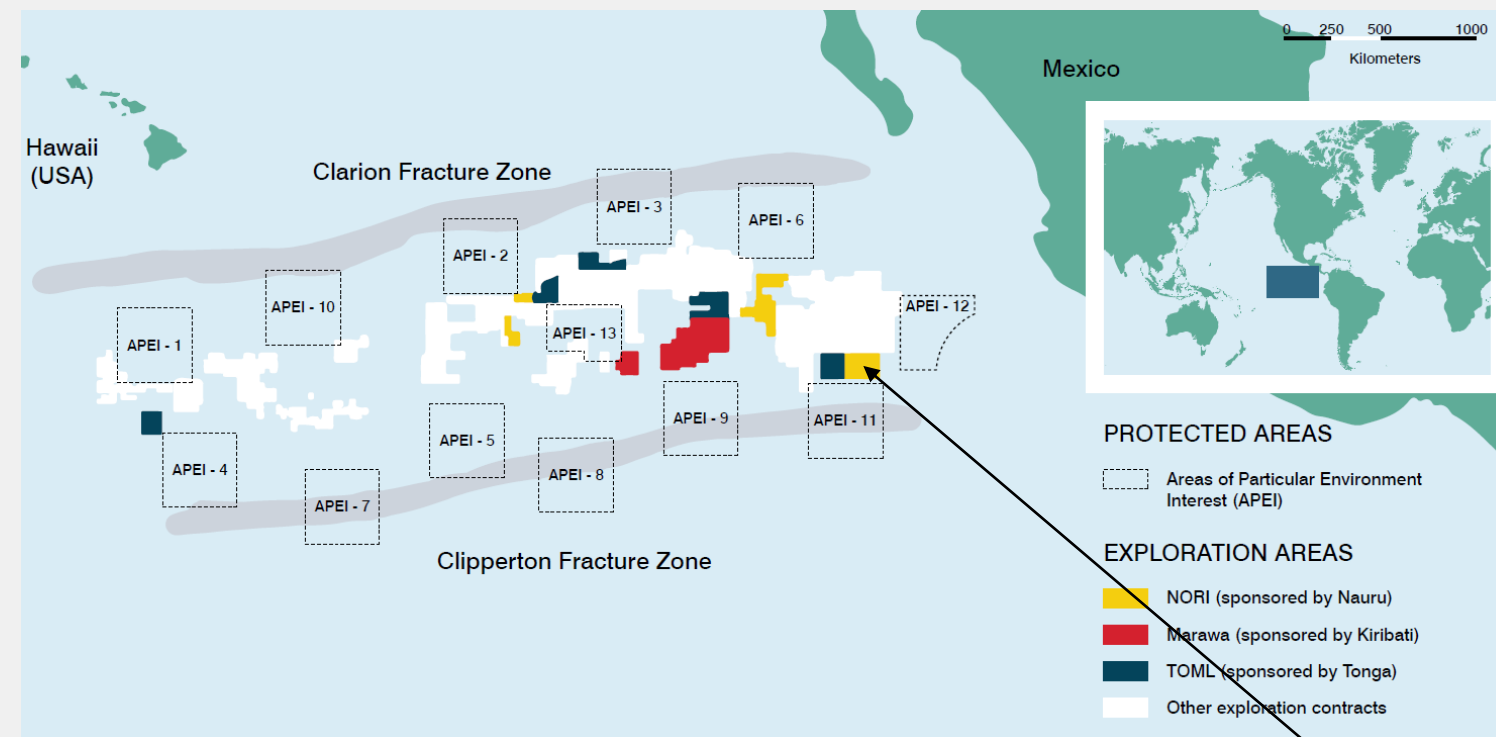 0 250 500 1000
Kilometers
Mexico
Hawaii
(USA)
Clarion Fracture Zone
APEI - 3
APEI - 6
APEI - 2
APEI - 10
APEI - 12
APEI - 13
APEI - 1
APEI - 9
APEI - 11
APEI - 5
APEI - 4
APEI - 8
APEI - 7
Clipperton Fracture Zone
PROTECTED AREAS
Areas of Particular Environment
Interest (APEI)
EXPLORATION AREAS
NORI (sponsored by Nauru)
Marawa (sponsored by Kiribati)
TOML (sponsored by Tonga)
Other exploration contracts